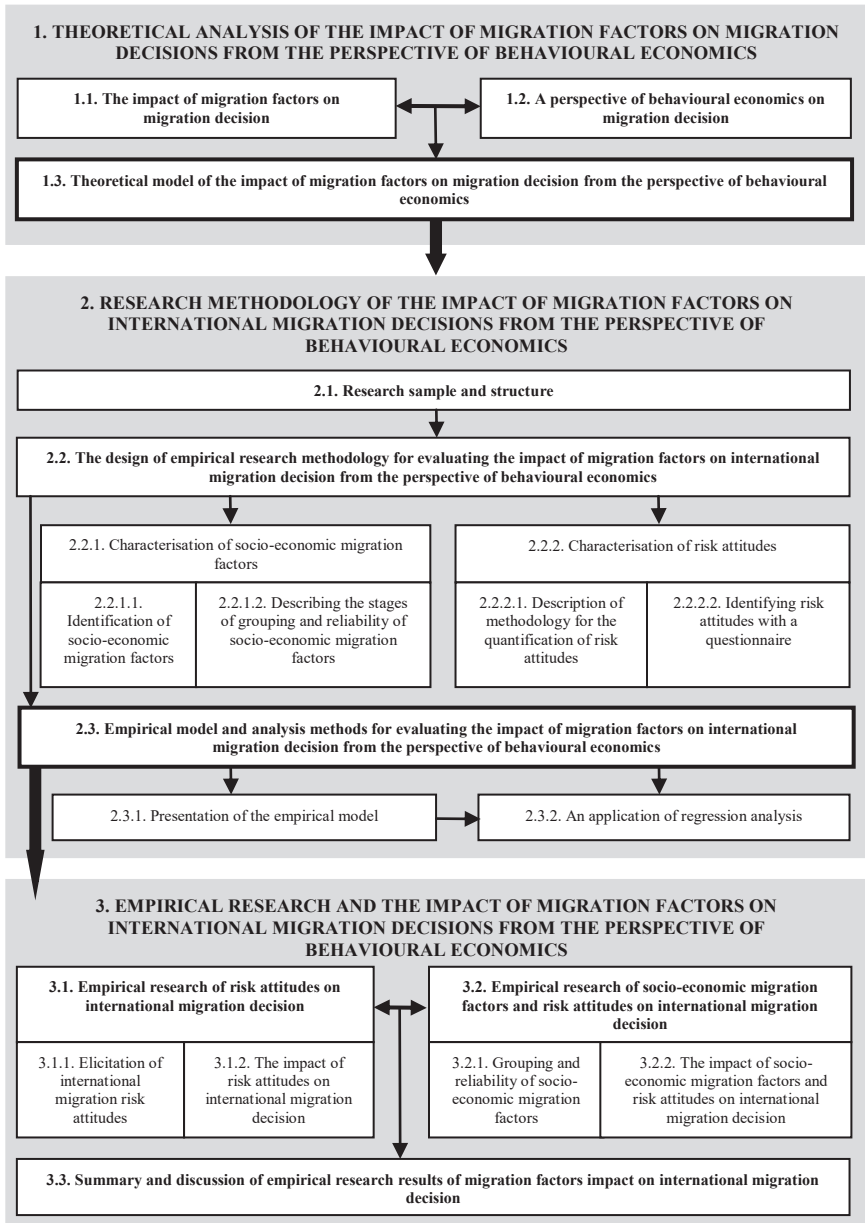 1. THEORETICAL ANALYSIS OF THE IMPACT OF MIGRATION FACTORS ON MIGRATION
DECISIONS FROM THE PERSPECTIVE OF BEHAVIOURAL ECONOMICS
1.1. The impact of migration factors on
migration decision
1.2. A perspective of behavioural economics on
migration decision
1.3. Theoretical model of the impact of migration factors on migration decision from the perspective of behavioural
economics
2. RESEARCH METHODOLOGY OF THE IMPACT OF MIGRATION FACTORS ON
INTERNATIONAL MIGRATION DECISIONS FROM THE PERSPECTIVE OF
BEHAVIOURAL ECONOMICS
2.1. Research sample and structure
2.2. The design of empirical research methodology for evaluating the impact of migration factors on international
migration decision from the perspective of behavioural economics
2.2.1. Characterisation of socio-economic migration
factors
2.2.1.1.
Identification of
socio-economic
migration factors
2.2.1.2. Describing the stages
of grouping and reliability of
socio-economic migration
factors
2.2.2. Characterisation of risk attitudes
2.2.2.1. Description of
methodology for the
quantification of risk
attitudes
2.2.2.2. Identifying risk
attitudes with a
questionnaire
2.3. Empirical model and analysis methods for evaluating the impact of migration factors on international
migration decision from the perspective of behavioural economics
2.3.1. Presentation of the empirical model
2.3.2. An application of regression analysis
3. EMPIRICAL RESEARCH AND THE IMPACT OF MIGRATION FACTORS ON
INTERNATIONAL MIGRATION DECISIONS FROM THE PERSPECTIVE OF
BEHAVIOURAL ECONOMICS
3.1. Empirical research of risk attitudes on
international migration decision
3.1.1. Elicitation of
international
migration risk
attitudes
3.1.2. The impact of
risk attitudes on
international migration
decision
3.2. Empirical research of socio-economic migration
factors and risk attitudes on international migration
decision
3.2.1. Grouping and
reliability of socio-
economic migration
factors
3.2.2. The impact of socio-
economic migration factors and
risk attitudes on international
migration decision
3.3. Summary and discussion of empirical research results of migration factors impact on international migration
decision